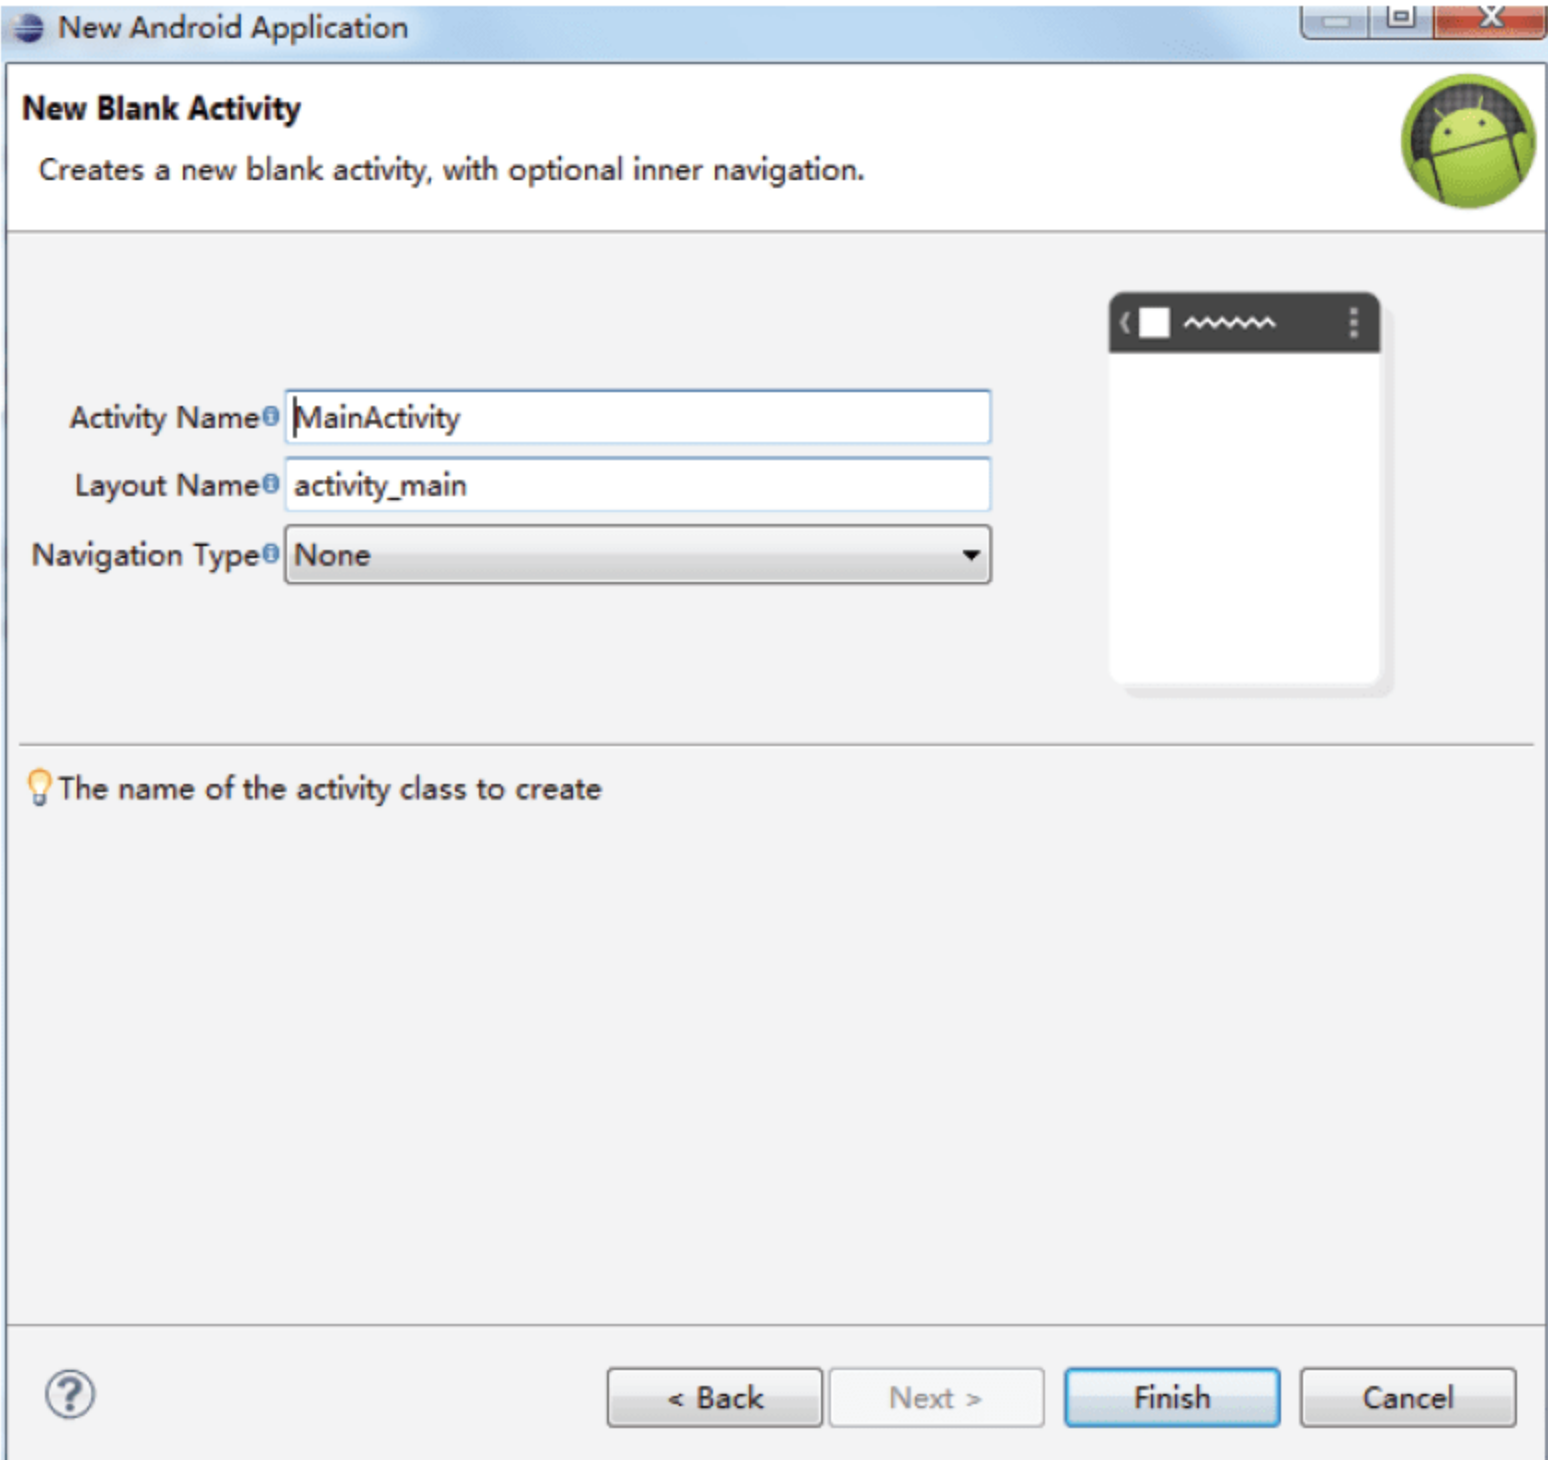 New Android Application
New Blank Activity
Creates a new blank activity, with optional inner navigation.
Activity Name MainActivity
Layout Name activity_main
Navigation Type None
The name of the activity class to create
< Back Next > Finish Cancel